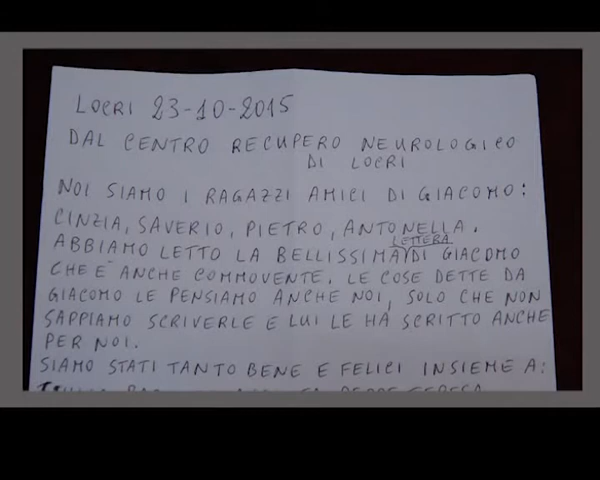 LOCRI 23-10-2015
DAL CENTRO RECUPERO NEUROLOGICO
DI LOCRI
NOI SIAMO I RAGAZZI AMICI DI GIACOMO:
CINZIA, SAVERIO, PIETRO, ANTONELLA.
ABBIAMO LETTO LA BELLISSIMA LETTERA DI GIACOMO
CHE È ANCHE COMMOVENTE. LE COSE DETTE DA
GIACOMO LE PENSIAMO ANCHE NOI, SOLO CHE NON
SAPPIAMO SCRIVERLE E LUI LE HA SCRITTO ANCHE
PER NOI.
SIAMO STATI TANTO BENE E FELICI INSIEME A: